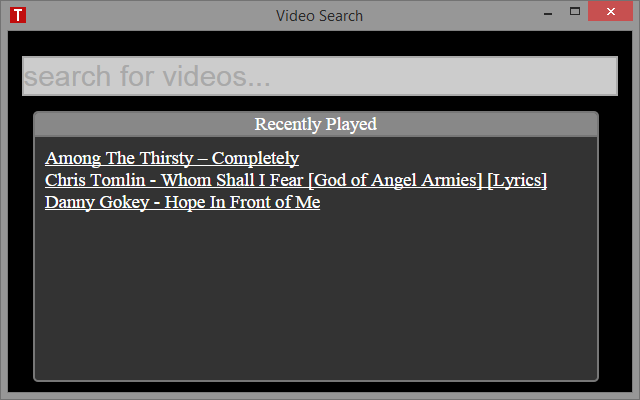 T
Video Search
search for videos...
Recently Played
Among The Thirsty – Completely
Chris Tomlin - Whom Shall I Fear [God of Angel Armies] [Lyrics]
Danny Gokey - Hope In Front of Me